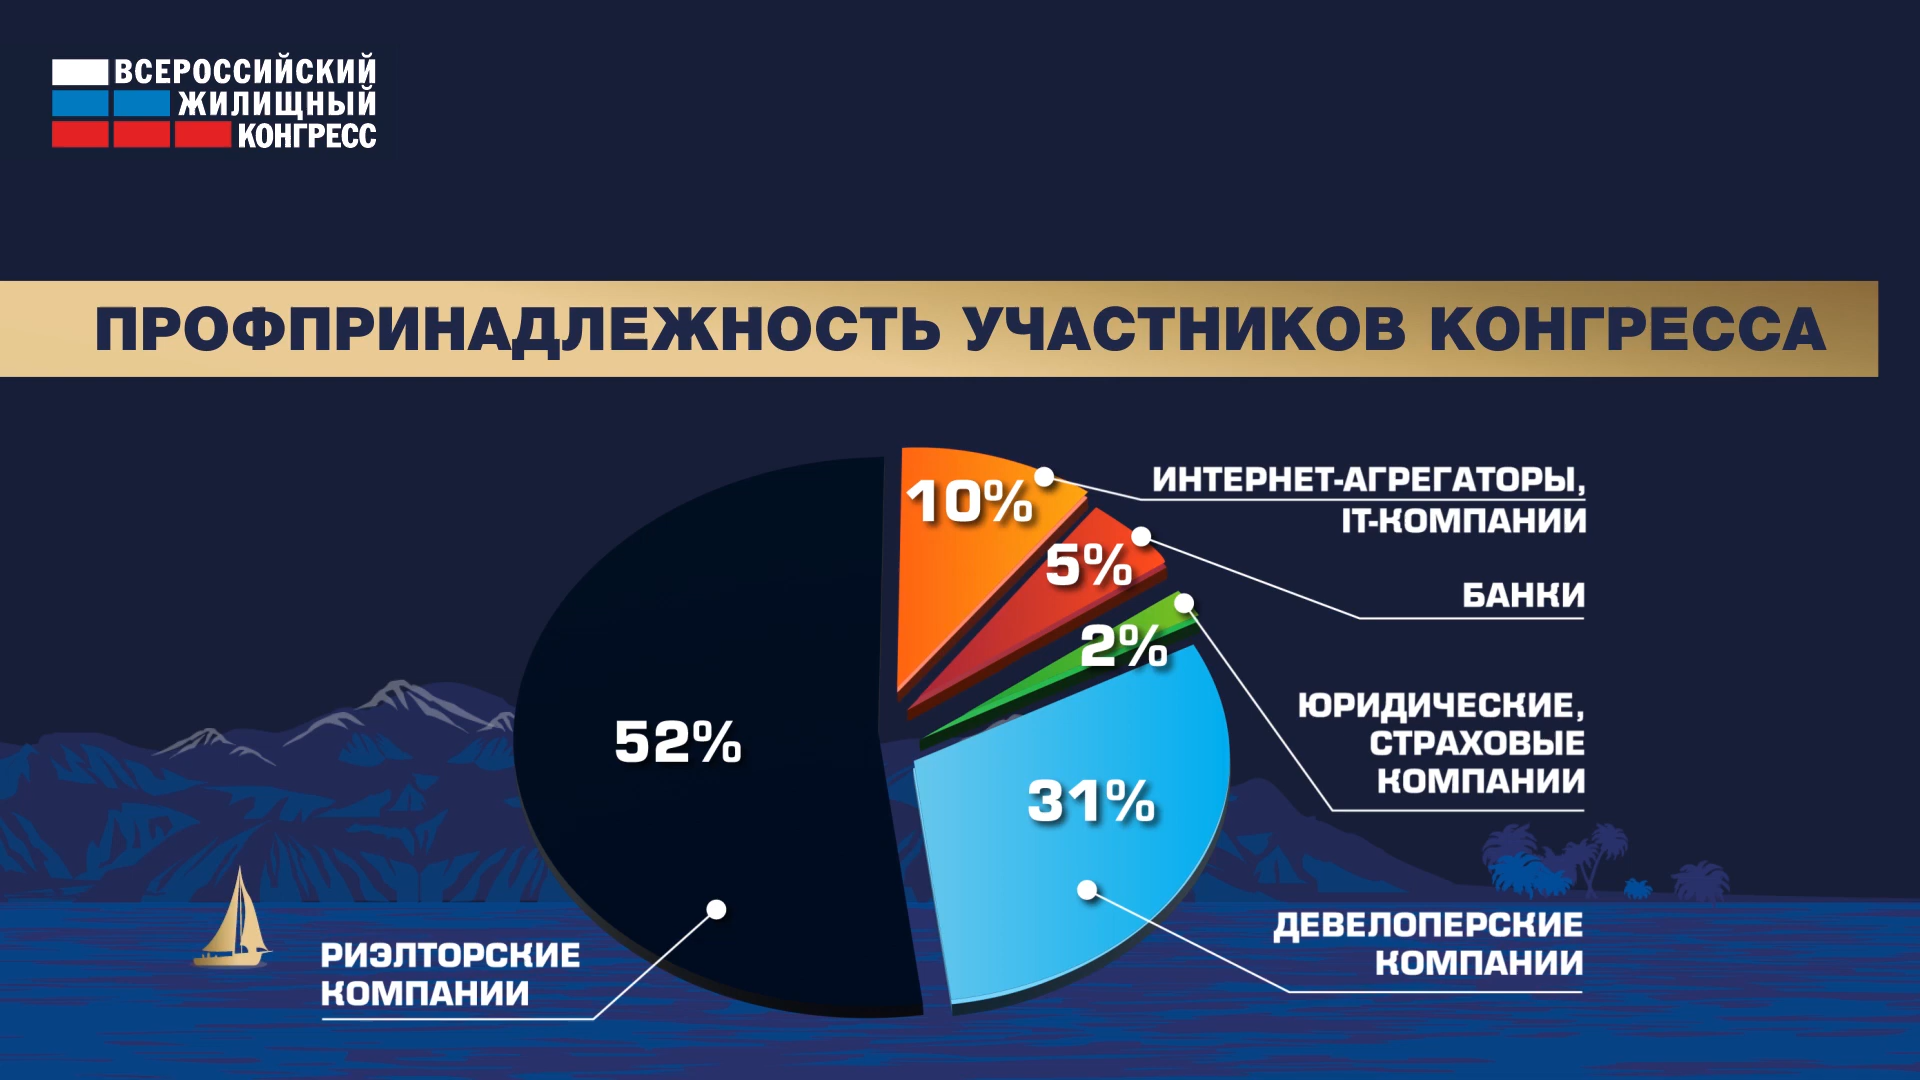 ВСЕРОССИЙСКИЙ
ЖИЛИЩНЫЙ
КОНГРЕСС
ПРОФПРИНАДЛЕЖНОСТЬ УЧАСТНИКОВ КОНГРЕССА
10%
ИНТЕРНЕТ-АГРЕГАТОРЫ,
IT-КОМПАНИИ
5%
БАНКИ
2%
ЮРИДИЧЕСКИЕ,
СТРАХОВЫЕ
КОМПАНИИ
52%
31%
ДЕВЕЛОПЕРСКИЕ
КОМПАНИИ
РИЭЛТОРСКИЕ
КОМПАНИИ